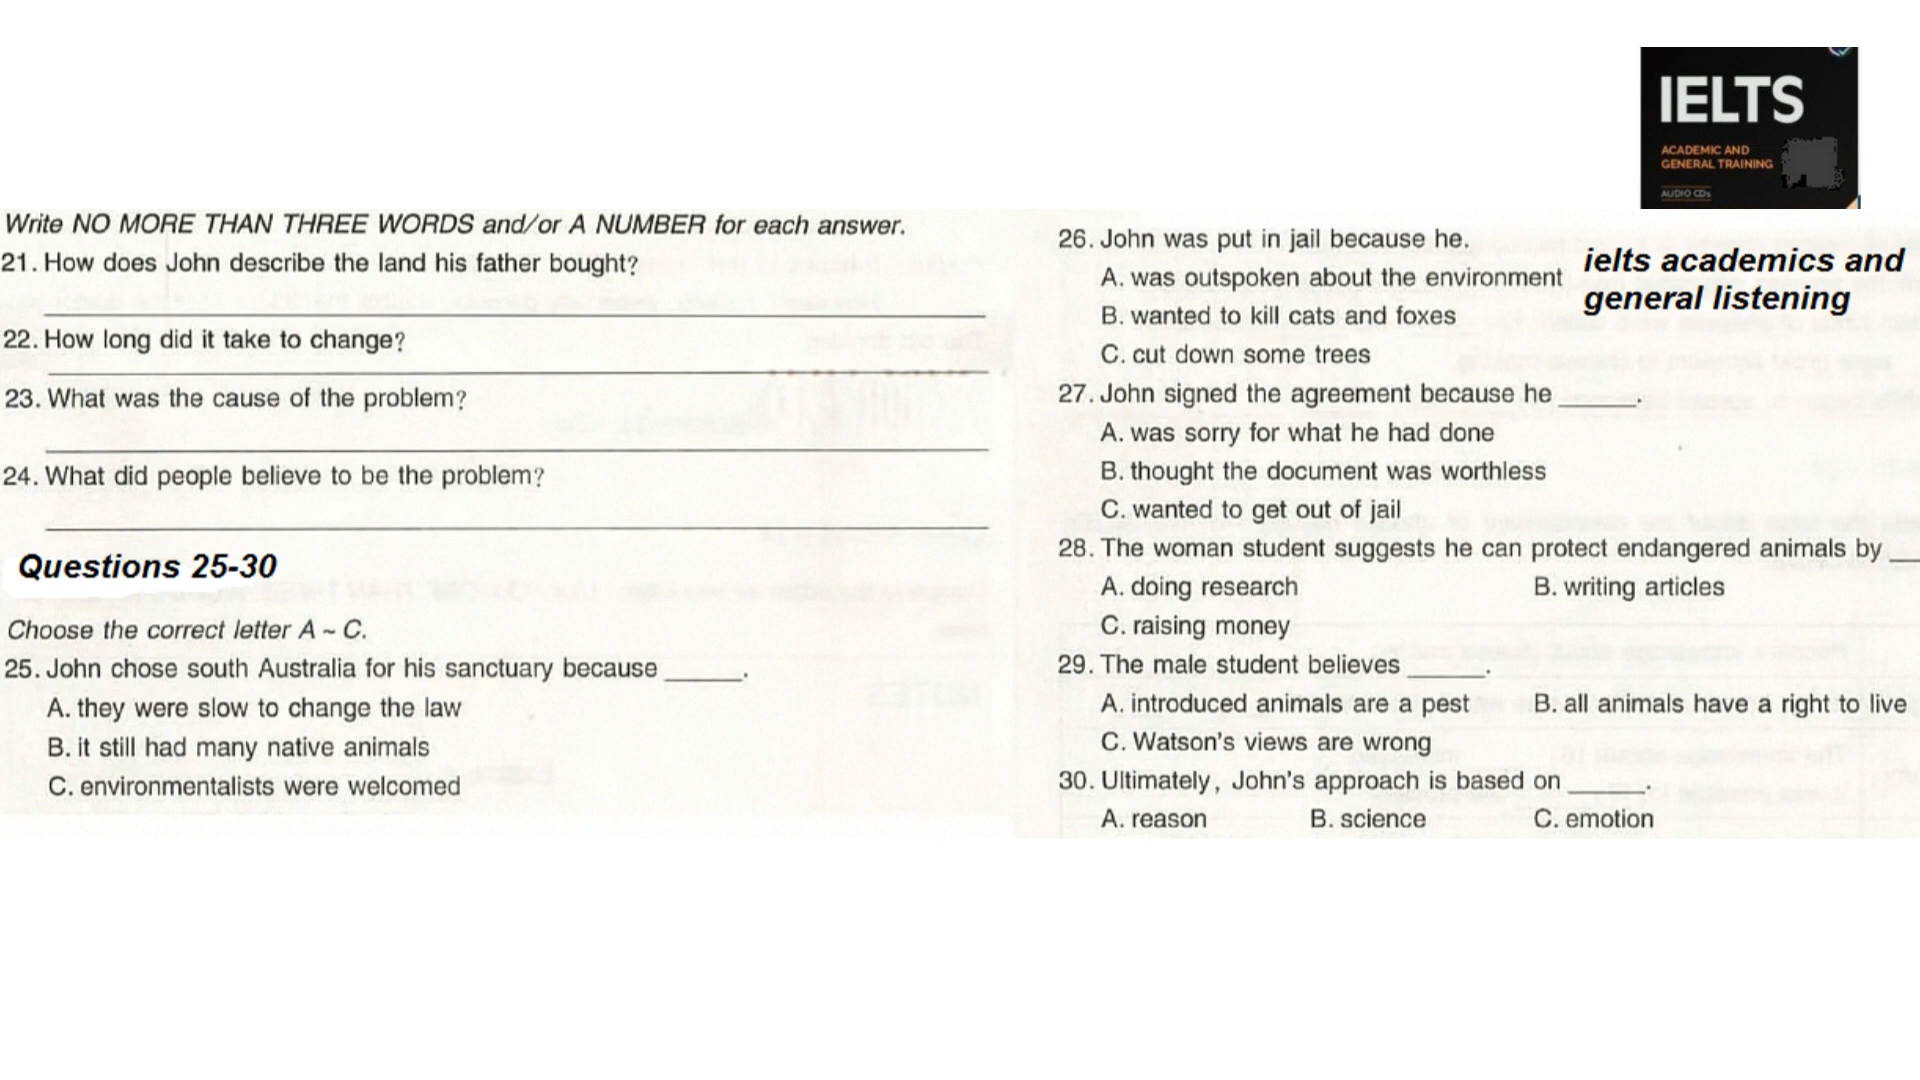 IELTS
ACADEMIC AND
GENERAL TRAINING
AUDIO CDs
Write NO MORE THAN THREE WORDS and/or A NUMBER for each answer.
21. How does John describe the land his father bought?
22. How long did it take to change?
23. What was the cause of the problem?
24. What did people believe to be the problem?
Questions 25-30
Choose the correct letter A ~ C.
25. John chose south Australia for his sanctuary because ______.
A. they were slow to change the law
B. it still had many native animals
C. environmentalists were welcomed
26. John was put in jail because he.
A. was outspoken about the environment
B. wanted to kill cats and foxes
C. cut down some trees
ielts academics and
general listening
27. John signed the agreement because he ______.
A. was sorry for what he had done
B. thought the document was worthless
C. wanted to get out of jail
28. The woman student suggests he can protect endangered animals by __
A. doing research B. writing articles
C. raising money
29. The male student believes ______.
A. introduced animals are a pest B. all animals have a right to live
C. Watson's views are wrong
30. Ultimately, John's approach is based on ______.
A. reason B. science C. emotion